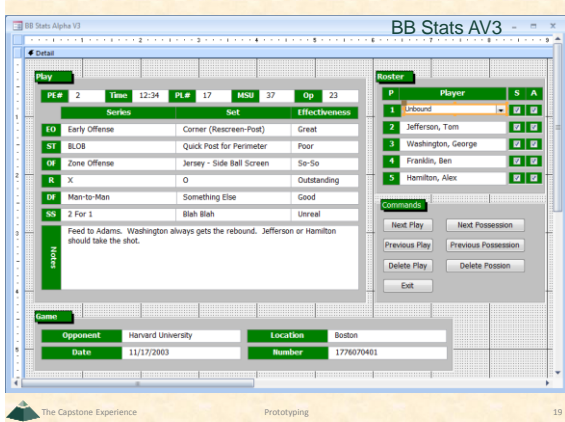 BB Stats Alpha V3
BB Stats AV3
Detail
Play
PE# 2 Time 12:34 PL# 17 MSU 37 Op 23
Series Set Effectiveness
EO Early Offense Corner (Rescreen-Post) Great
ST BLOB Quick Post for Perimeter Poor
OF Zone Offense Jersey - Side Ball Screen So-So
R X O Outstanding
DF Man-to-Man Something Else Good
SS 2 For 1 Blah Blah Unreal
Notes
Feed to Adams. Washington always gets the rebound. Jefferson or Hamilton
should take the shot.
Roster
P Player S A
1 Unbound
2 Jefferson, Tom
3 Washington, George
4 Franklin, Ben
5 Hamilton, Alex
Commands
Next Play Next Possession
Previous Play Previous Possession
Delete Play Delete Possion
Exit
Game
Opponent Harvard University Location Boston
Date 11/17/2003 Number 1776070401
The Capstone Experience Prototyping 19